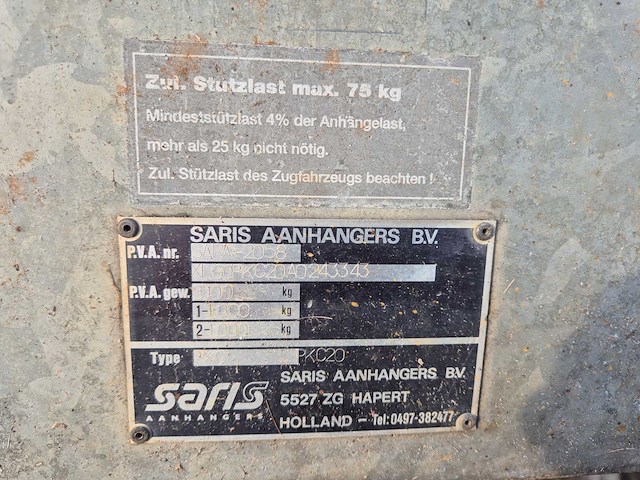 Zul. Stützlast max. 75 kg
Mindeststützlast 4% der Anhängelast,
mehr als 25 kg nicht nötig.
Zul. Stützlast des Zugfahrzeugs beachten !
SARIS AANHANGERS B.V.
P.V.A. nr.
P.V.A. gew. kg
1- kg
2- kg
Type PKC20
saris
AANHANGERS
SARIS AANHANGERS B.V.
5527 ZG HAPERT
HOLLAND - Tel: 0497-382477